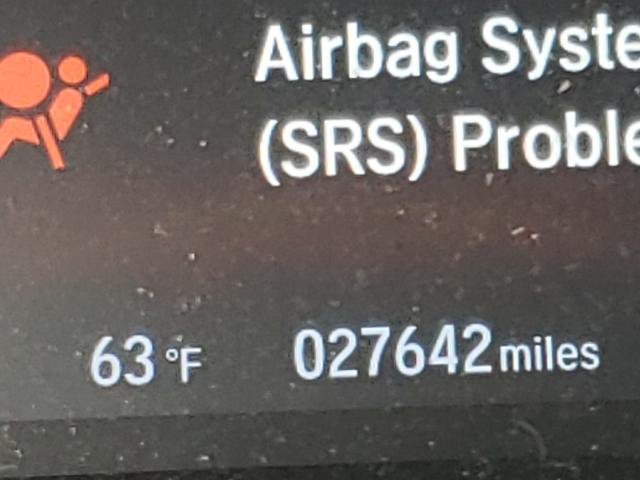 Airbag Syste
(SRS) Proble
63 °F 027642 miles